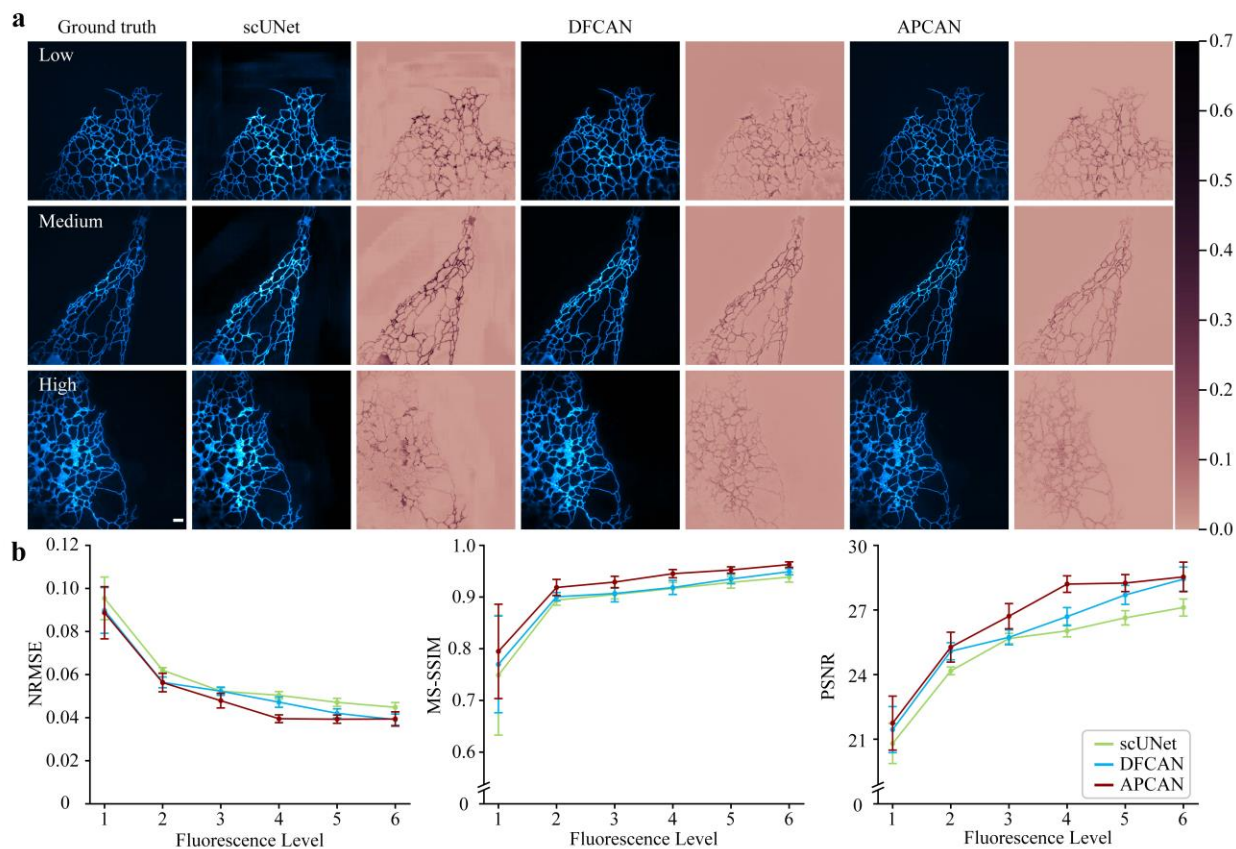 a
Ground truth scUNet DFCAN APCAN
Low
Medium
High
0.7
0.6
0.5
0.4
0.3
0.2
0.1
0.0
b
0.12
0.10
0.08
0.06
0.04
0.02
0
NRMSE
1 2 3 4 5 6
Fluorescence Level
1.0
0.9
0.8
0.7
0.6
0
MS-SSIM
1 2 3 4 5 6
Fluorescence Level
30
27
24
21
0
PSNR
1 2 3 4 5 6
Fluorescence Level
scUNet
DFCAN
APCAN